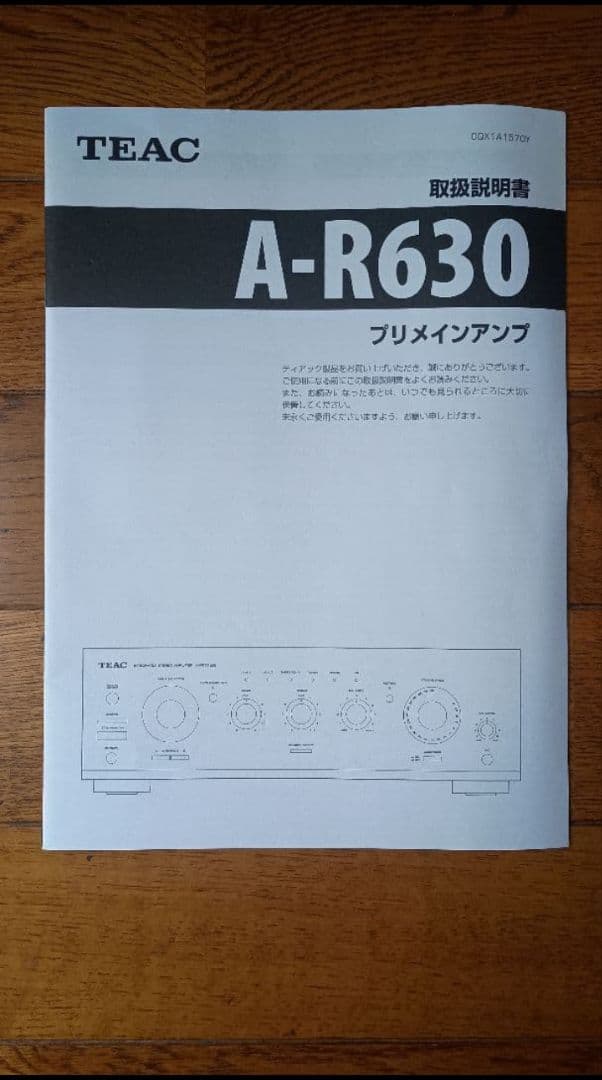 TEAC
CQX1A1570Y
取扱説明書
A-R630
プリメインアンプ
ティアック製品をお買い上げいただき、誠にありがとうございます。
ご使用になる前にこの取扱説明書をよくお読みください。
また、お読みになったあとは、いつでも見られるところに大切に
保管してください。
末永くご愛用くださいますよう、お願い申し上げます。
TEAC